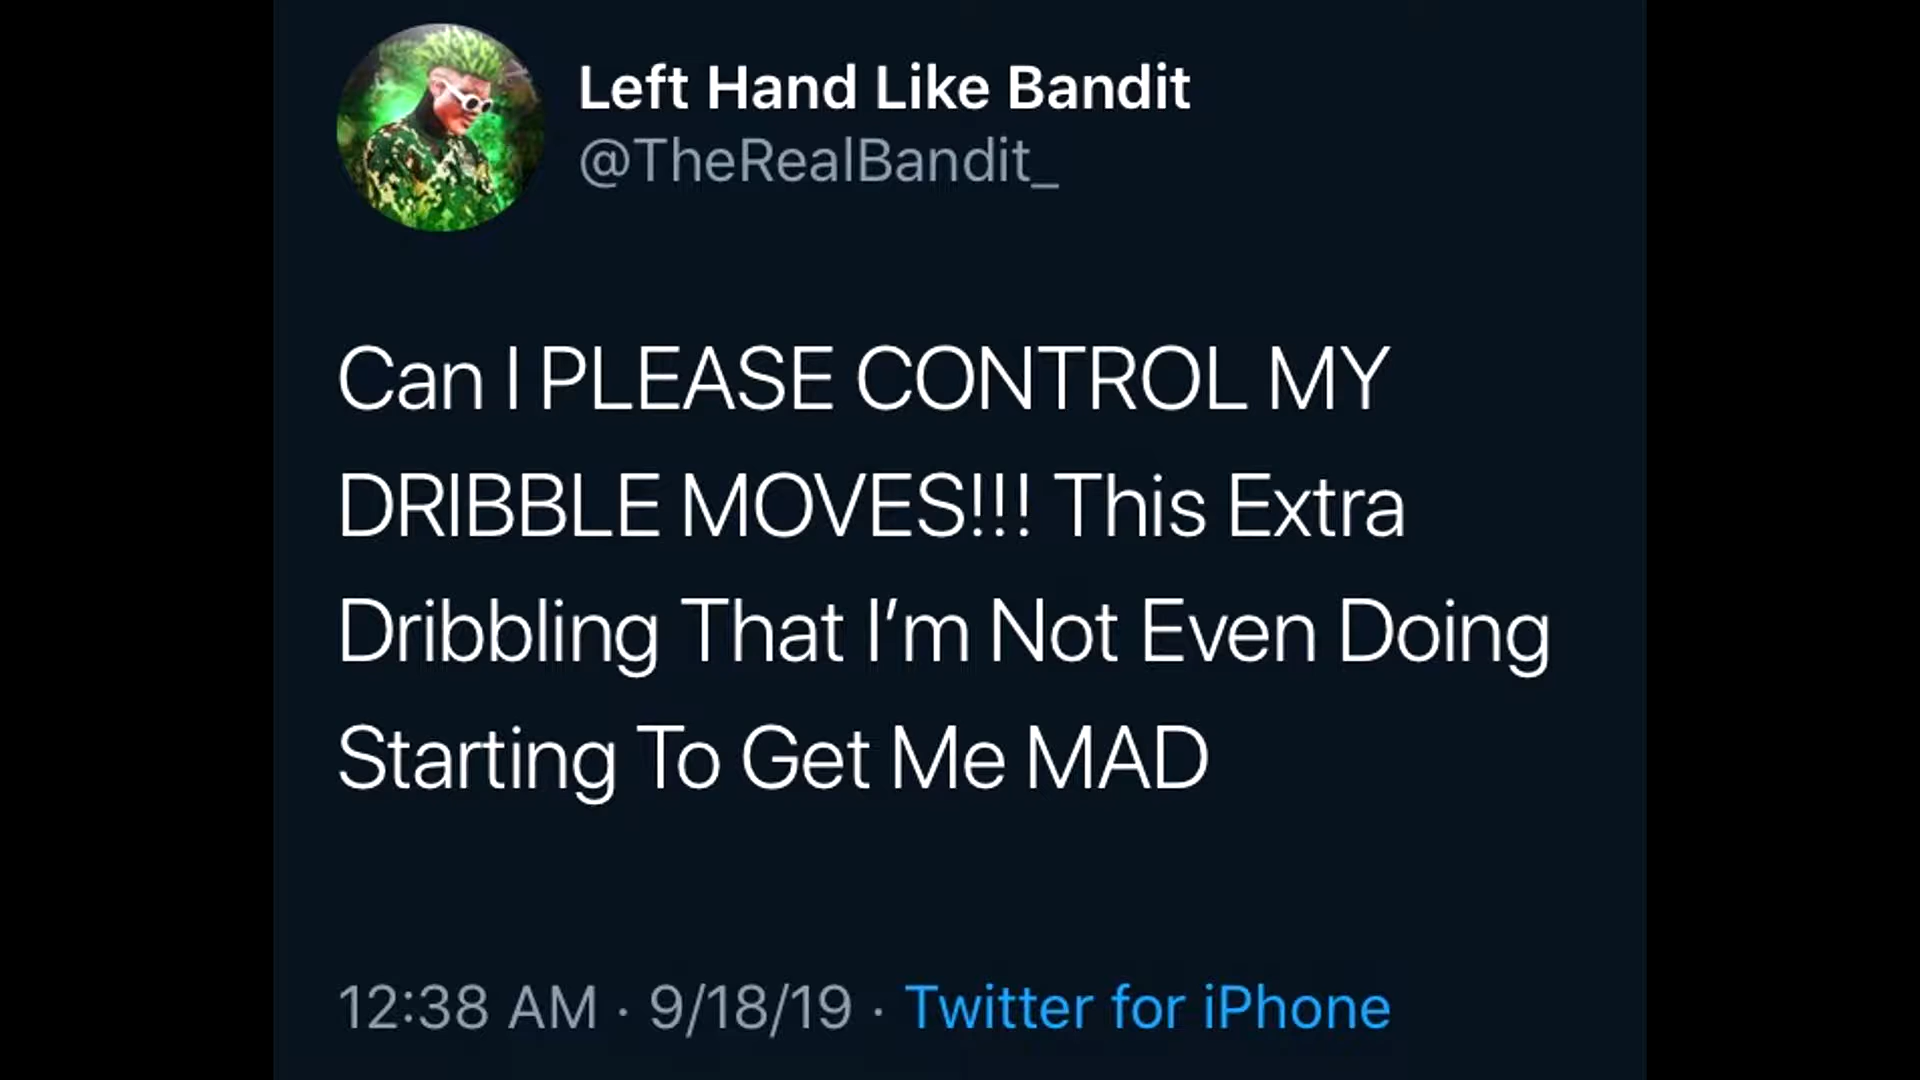 Left Hand Like Bandit
@TheRealBandit_
Can I PLEASE CONTROL MY
DRIBBLE MOVES!!! This Extra
Dribbling That I’m Not Even Doing
Starting To Get Me MAD
12:38 AM · 9/18/19 · Twitter for iPhone